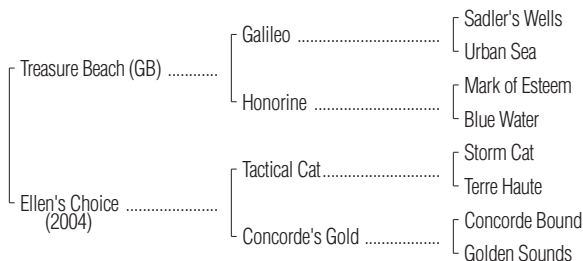 Sadler's Wells
Galileo ................................
Urban Sea
Treasure Beach (GB) ...........
Mark of Esteem
Honorine ............................
Blue Water
Storm Cat
Tactical Cat..........................
Terre Haute
Ellen's Choice ....................
(2004)
Concorde Bound
Concorde's Gold .................
Golden Sounds